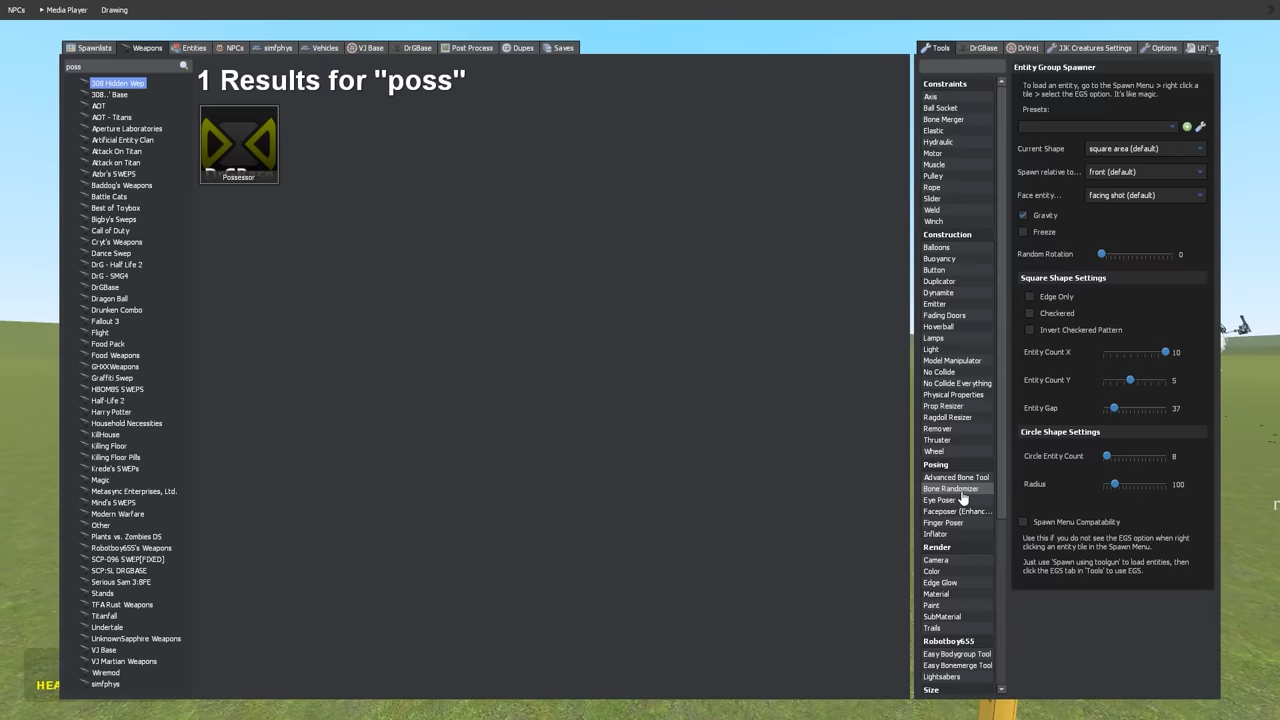 NPCs
Media Player
Drawing
Spawnlists
Weapons
Entities
NPCs
simfphys
Vehicles
VJ Base
DrGBase
Post Process
Dupes
Saves
poss
308 Hidden Wep
308..' Base
AOT
AOT - Titans
Aperture Laboratories
Artificial Entity Clan
Attack On Titan
Attack on Titan
Azbr's SWEPS
Baddog's Weapons
Battle Cats
Best of Toybox
Bigby's Sweps
Call of Duty
Cryt's Weapons
Dance Swep
DrG - Half Life 2
DrG - SMG4
DrGBase
Dragon Ball
Drunken Combo
Fallout 3
Flight
Food Pack
Food Weapons
GHXXWeapons
Graffiti Swep
HBOMBS SWEPS
Half-Life 2
Harry Potter
Household Necessities
KillHouse
Killing Floor
Killing Floor Pills
Krede's SWEPs
Magic
Metasync Enterprises, Ltd.
Mind's SWEPS
Modern Warfare
Other
Plants vs. Zombies DS
Robotboy655's Weapons
SCP-096 SWEP[FIXED]
SCP:SL DRGBASE
Serious Sam 3:BFE
Stands
TFA Rust Weapons
Titanfall
Undertale
UnknownSapphire Weapons
VJ Base
VJ Martian Weapons
Wiremod
simfphys
1 Results for "poss"
Possessor
Tools
DrGBase
DrVrej
JJK Creatures Settings
Options
Constraints
Axis
Ball Socket
Bone Merger
Elastic
Hydraulic
Motor
Muscle
Pulley
Rope
Slider
Weld
Winch
Construction
Balloons
Buoyancy
Button
Duplicator
Dynamite
Emitter
Fading Doors
Hoverball
Lamps
Light
Model Manipulator
No Collide
No Collide Everything
Physical Properties
Prop Resizer
Ragdoll Resizer
Remover
Thruster
Wheel
Posing
Advanced Bone Tool
Bone Randomizer
Eye Poser
Faceposer (Enhanc...
Finger Poser
Inflator
Render
Camera
Color
Edge Glow
Material
Paint
SubMaterial
Trails
Robotboy655
Easy Bodygroup Tool
Easy Bonemerge Tool
Lightsabers
Size
Entity Group Spawner
To load an entity, go to the Spawn Menu > right click a
tile > select the EGS option. It's like magic.
Presets:
Current Shape square area (default)
Spawn relative to... front (default)
Face entity... facing shot (default)
Gravity
Freeze
Random Rotation 0
Square Shape Settings
Edge Only
Checkered
Invert Checkered Pattern
Entity Count X 10
Entity Count Y 5
Entity Gap 37
Circle Shape Settings
Circle Entity Count 8
Radius 100
Spawn Menu Compatability
Use this if you do not see the EGS option when right
clicking an entity tile in the Spawn Menu.
Just use 'Spawn using toolgun' to load entities, then
click the EGS tab in 'Tools' to use EGS.